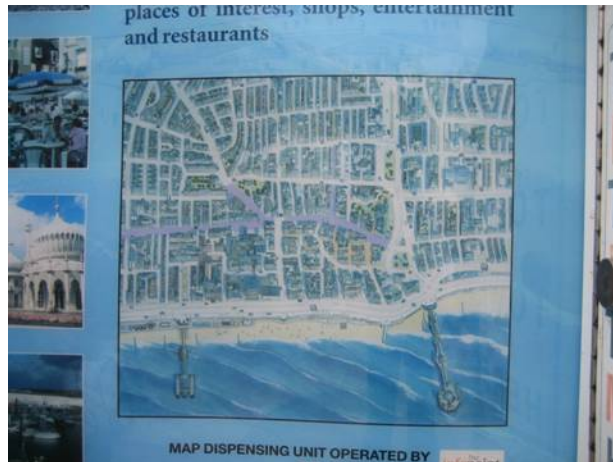 places of interest, shops, entertainment
and restaurants
MAP DISPENSING UNIT OPERATED BY